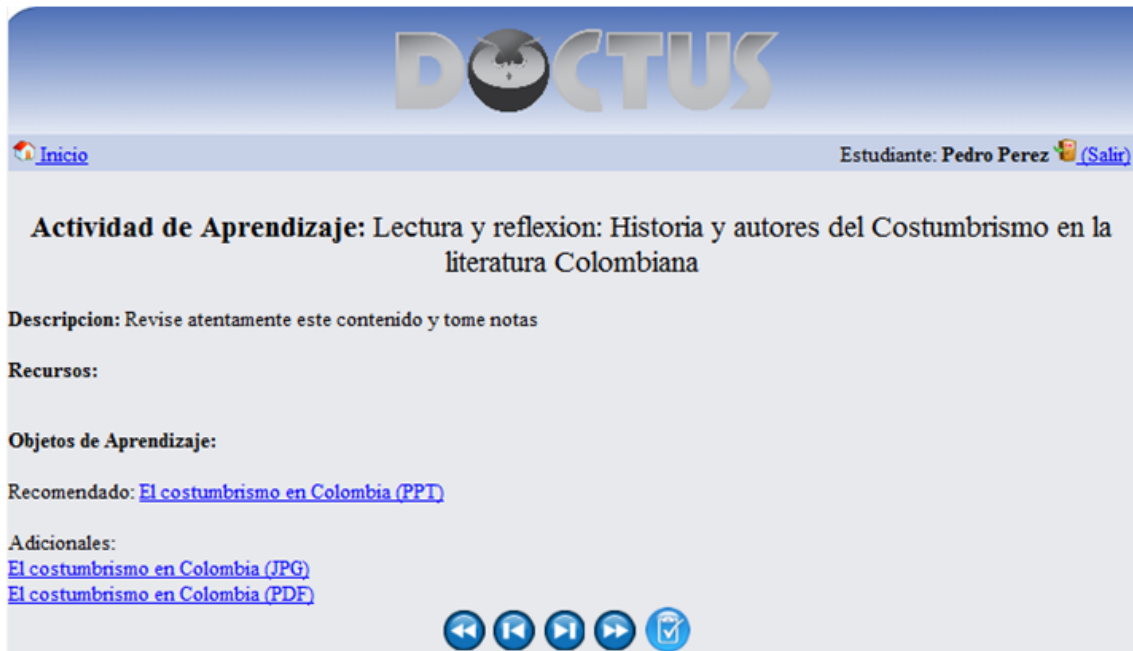 DOCTUS
Inicio
Estudiante: Pedro Perez (Salir)
Actividad de Aprendizaje: Lectura y reflexion: Historia y autores del Costumbrismo en la
literatura Colombiana
Descripcion: Revise atentamente este contenido y tome notas
Recursos:
Objetos de Aprendizaje:
Recomendado: El costumbrismo en Colombia (PPT)
Adicionales:
El costumbrismo en Colombia (JPG)
El costumbrismo en Colombia (PDF)